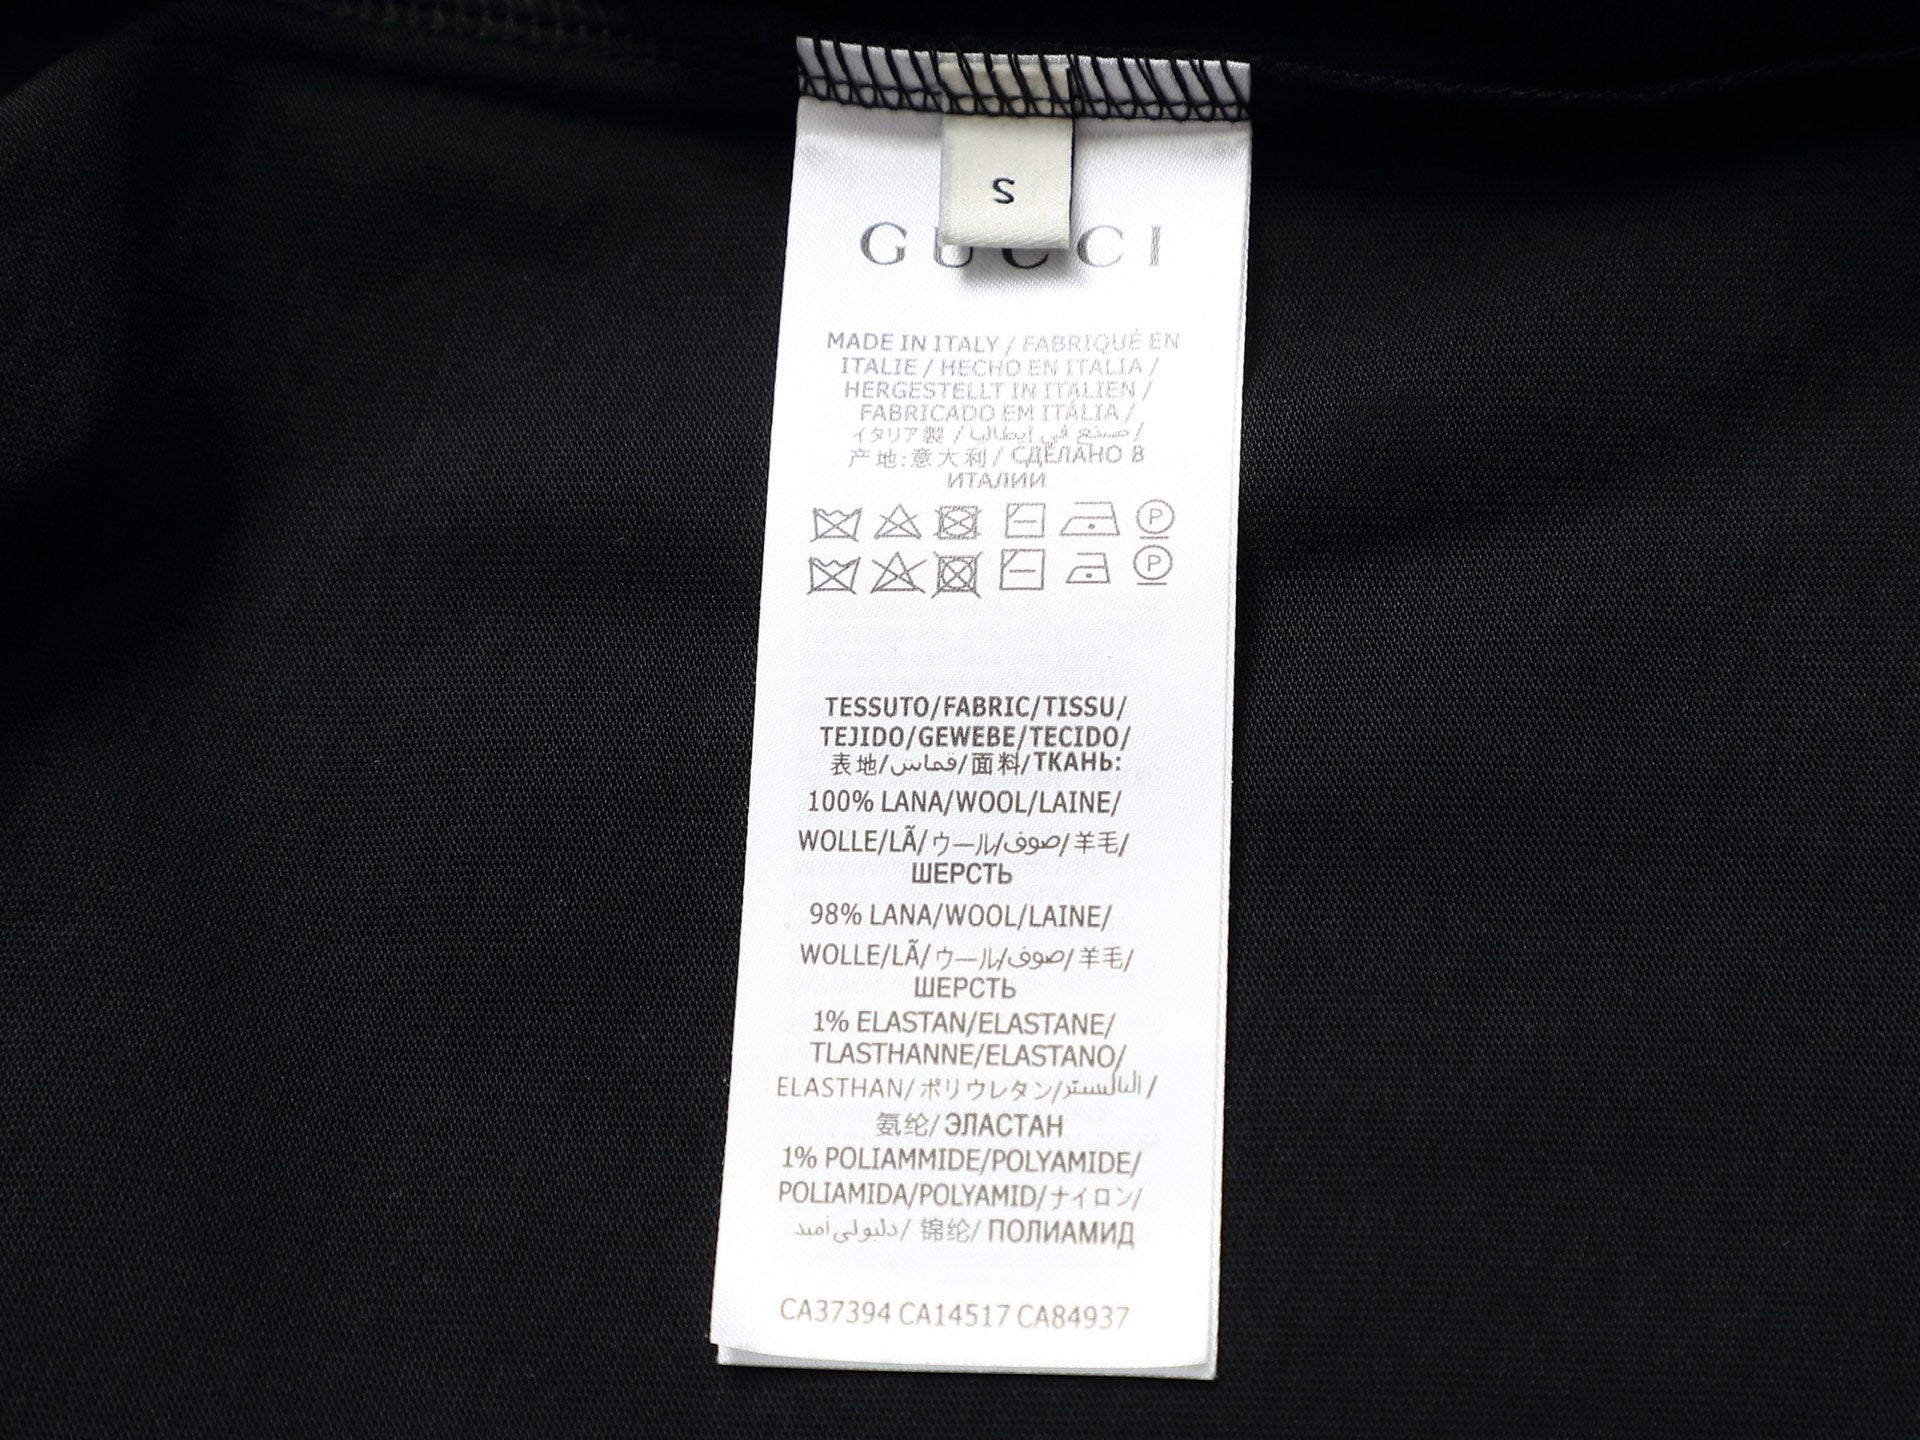 S
GUCCI
MADE IN ITALY / FABRIQUÉ EN
ITALIE / HECHO EN ITALIA /
HERGESTELLT IN ITALIEN /
FABRICADO EM ITÁLIA /
イタリア製 / صنع في إيطاليا /
产地:意大利 / СДЕЛАНО В
ИТАЛИИ
P
P
TESSUTO/FABRIC/TISSU/
TEJIDO/GEWEBE/TECIDO/
表地/قماس/面料/ТКАНЬ:
100% LANA/WOOL/LAINE/
WOLLE/LÃ/ウール/صوف/羊毛/
ШЕРСТЬ
98% LANA/WOOL/LAINE/
WOLLE/LÃ/ウール/صوف/羊毛/
ШЕРСТЬ
1% ELASTAN/ELASTANE/
TLASTHANNE/ELASTANO/
ELASTHAN/ポリウレタン/
氨纶/ЭЛАСТАН
1% POLIAMMIDE/POLYAMIDE/
POLIAMIDA/POLYAMID/ナイロン/
锦纶/ПОЛИАМИД
CA37394 CA14517 CA84937